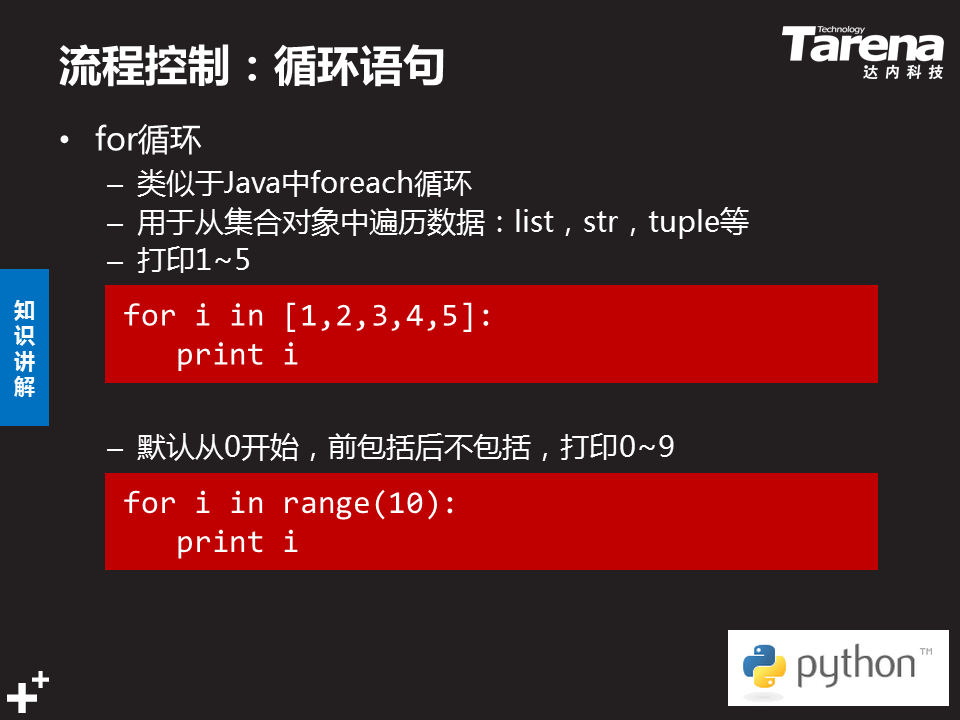 流程控制：循环语句
Technology
Tarena
达内科技
• for循环
– 类似于Java中foreach循环
– 用于从集合对象中遍历数据：list，str，tuple等
– 打印1~5
for i in [1,2,3,4,5]:
   print i
知识讲解
– 默认从0开始，前包括后不包括，打印0~9
for i in range(10):
   print i
python™